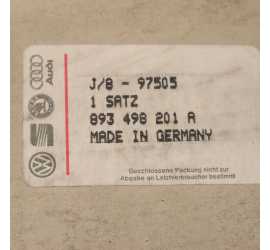 Audi
J/8 - 97505
1 SATZ
893 498 201 A
MADE IN GERMANY
Geschlossene Packung nicht zur
Abgabe an Letztverbraucher bestimmt